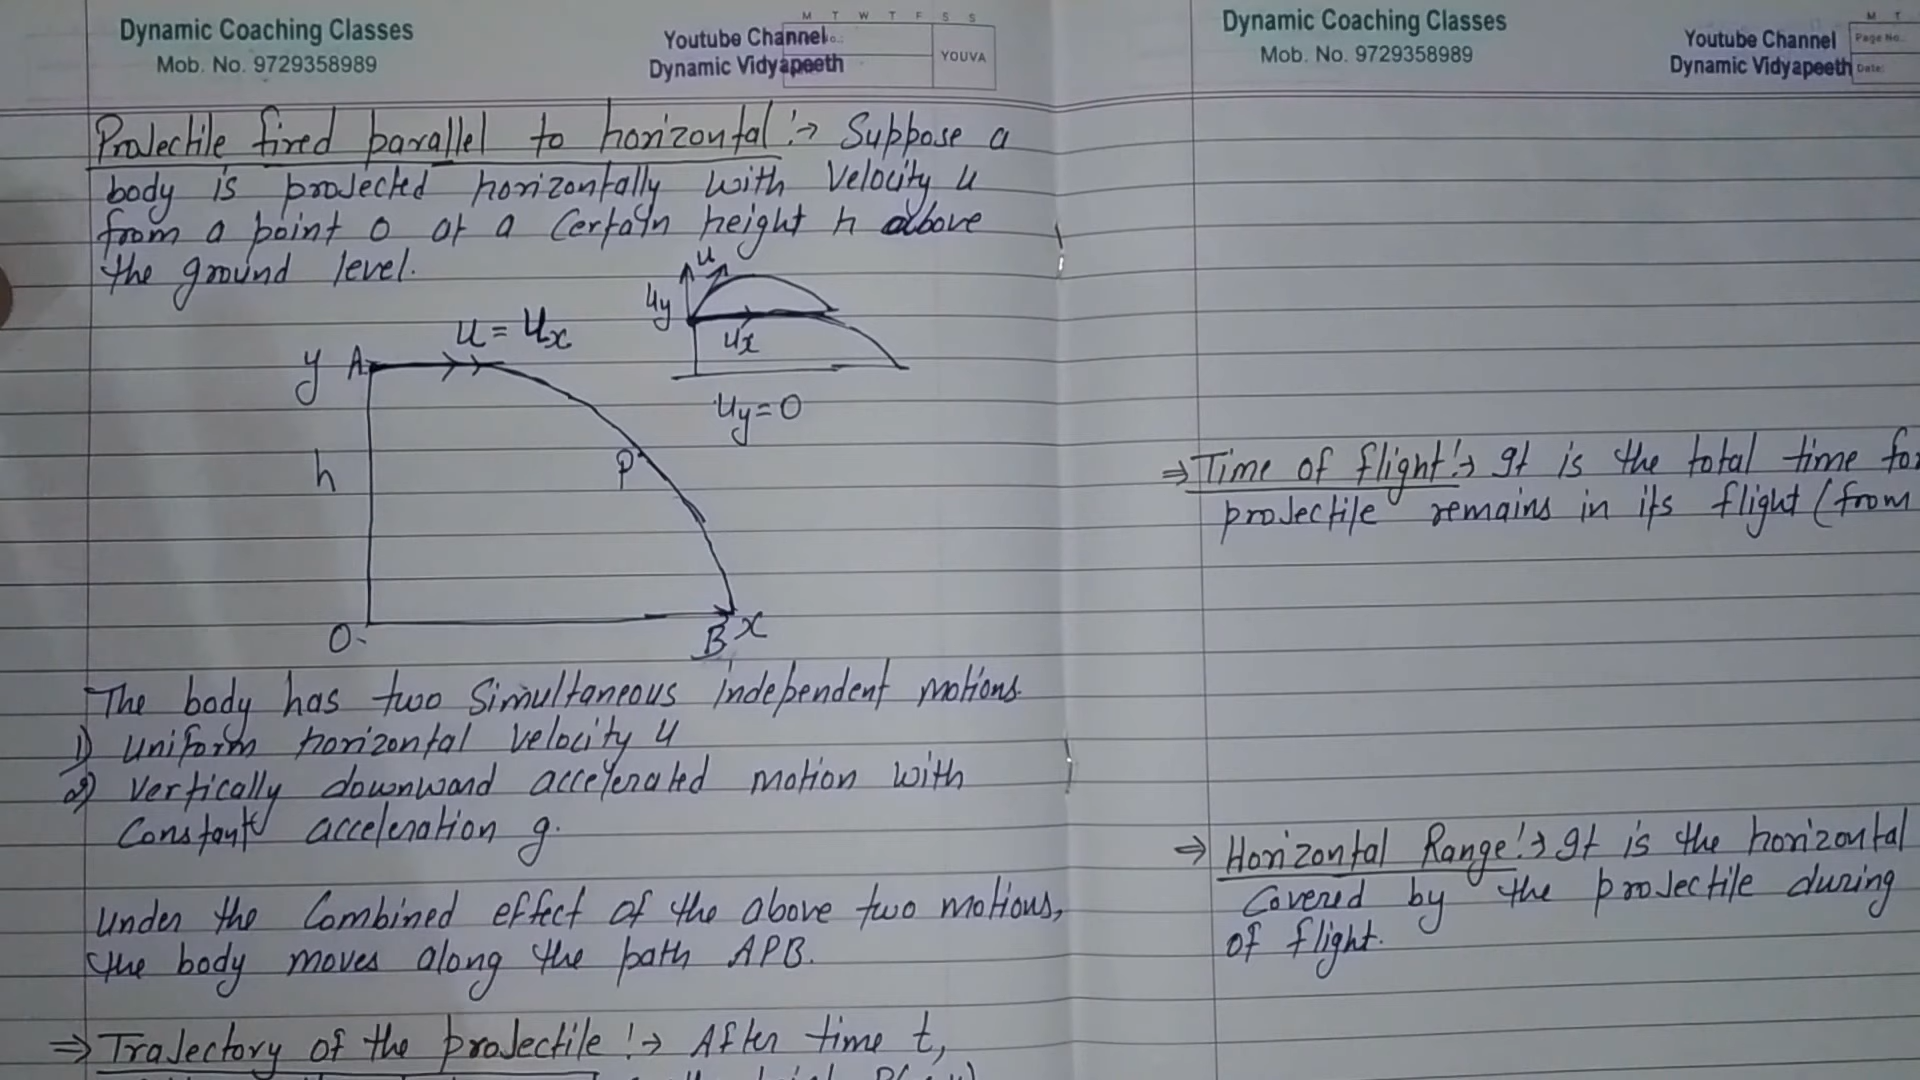 Dynamic Coaching Classes
Mob. No. 9729358989
Youtube Channel
Dynamic Vidyapeeth
M T W T F S S
YOUVA
Projectile fired parallel to horizontal :→ Suppose a
body is projected horizontally with velocity u
from a point O at a certain height h above
the ground level.
u
uy
ux
uy=0
u = ux
y A
h
P
O
B x
The body has two simultaneous independent motions
1) uniform horizontal velocity u
2) vertically downward accelerated motion with
constant acceleration g.
under the combined effect of the above two motions,
the body moves along the path APB.
⇒ Trajectory of the projectile :→ After time t,
Dynamic Coaching Classes
Mob. No. 9729358989
Youtube Channel
Dynamic Vidyapeeth
M T
Page No.
Date:
⇒ Time of flight :→ It is the total time fo
projectile remains in its flight (from
⇒ Horizontal Range :→ It is the horizontal
covered by the projectile during
of flight.